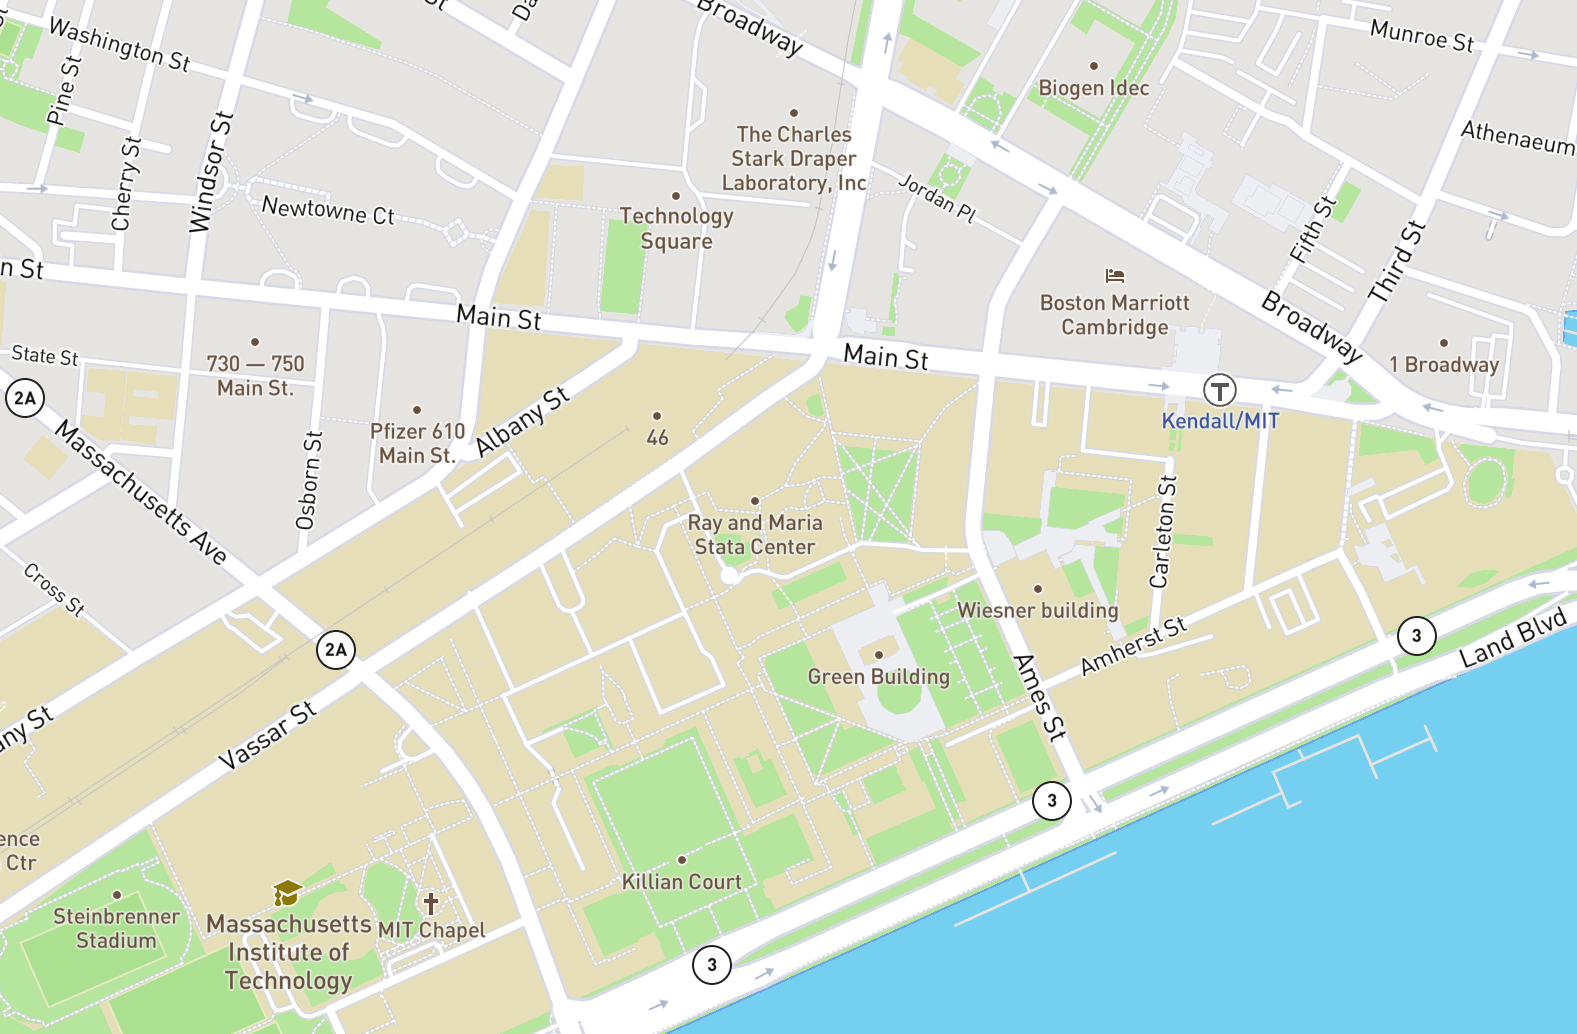 St
Da
Broadway
Munroe St
Washington St
Pine St
Biogen Idec
The Charles
Stark Draper
Laboratory, Inc
Athenaeum
Cherry St
Windsor St
Newtowne Ct
Technology
Square
Jordan Pl
Fifth St
Third St
n St
Main St
Boston Marriott
Cambridge
Broadway
State St
730 — 750
Main St.
Main St
1 Broadway
2A
Massachusetts Ave
Pfizer 610
Main St.
Albany St
46
T
Kendall/MIT
Osborn St
Ray and Maria
Stata Center
Carleton St
Cross St
Wiesner building
2A
Amherst St
3
Land Blvd
Green Building
Ames St
any St
Vassar St
3
ence
Ctr
Killian Court
Steinbrenner
Stadium
Massachusetts
Institute of
Technology
MIT Chapel
3